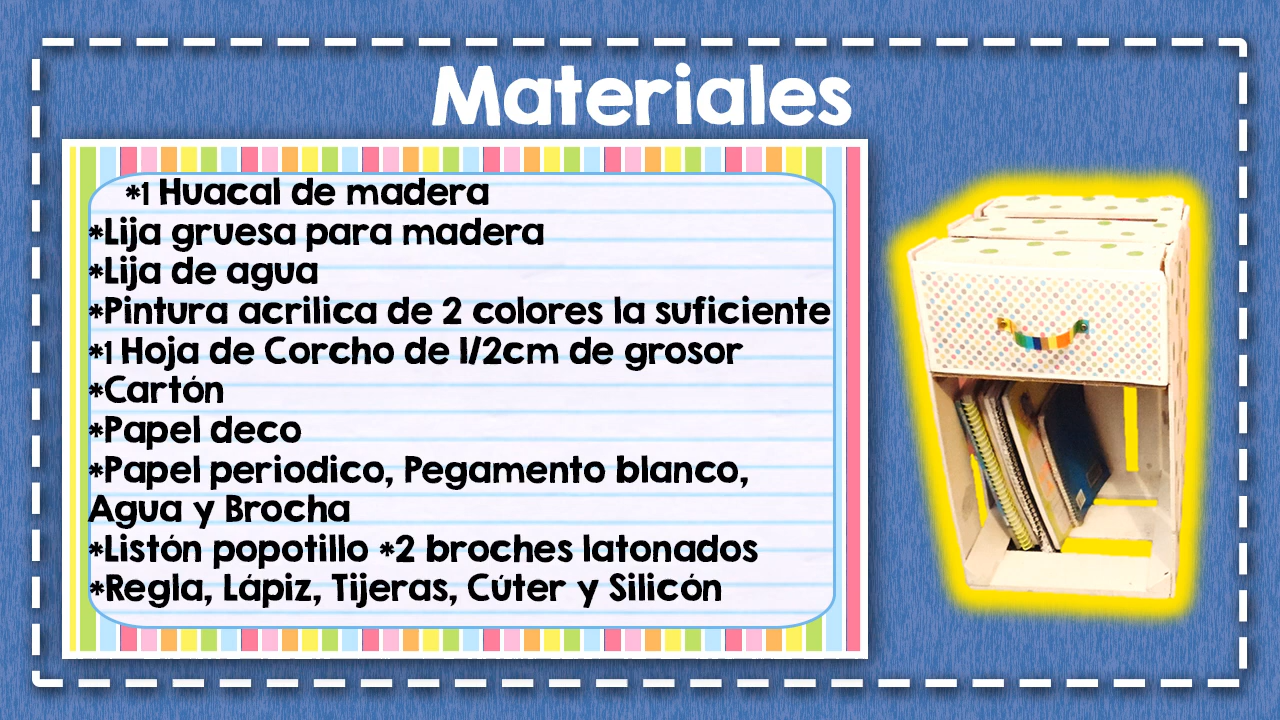 Materiales
*1 Huacal de madera
*Lija gruesa para madera
*Lija de agua
*Pintura acrilica de 2 colores la suficiente
*1 Hoja de Corcho de 1/2cm de grosor
*Cartón
*Papel deco
*Papel periodico, Pegamento blanco,
Agua y Brocha
*Listón popotillo *2 broches latonados
*Regla, Lápiz, Tijeras, Cúter y Silicón